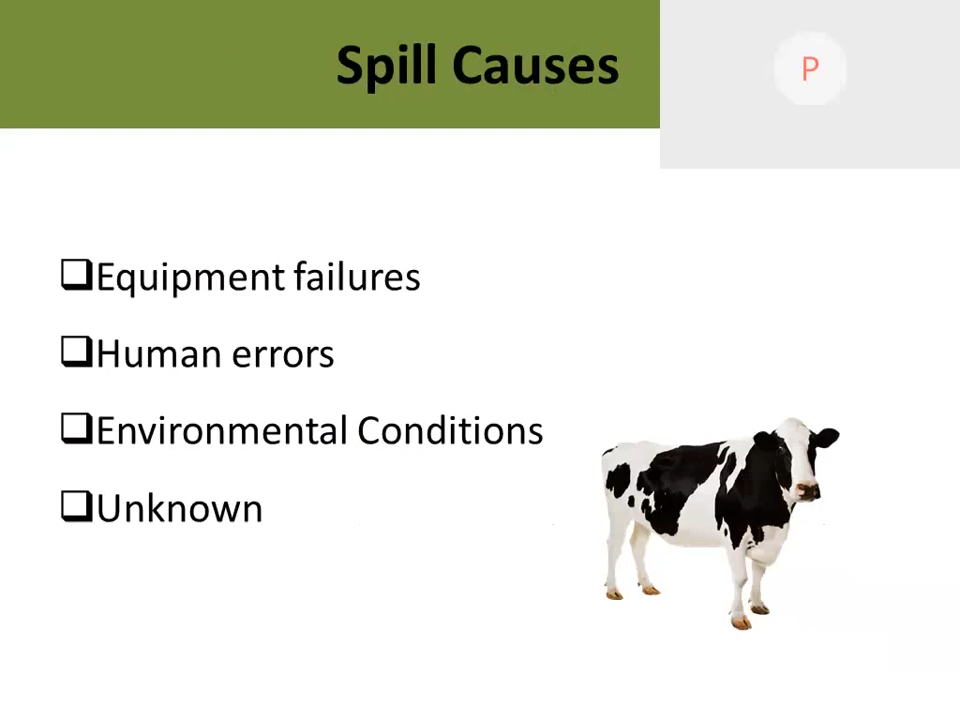 Spill Causes
P
Equipment failures
Human errors
Environmental Conditions
Unknown